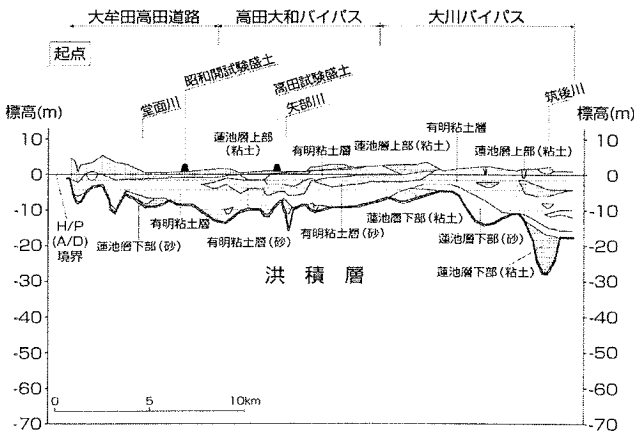 大牟田高田道路 高田大和バイパス 大川バイパス
起点
昭和開試験盛土
高田試験盛土
堂面川
矢部川
筑後川
標高(m) 標高(m)
蓮池層上部(粘土)
有明粘土層
蓮池層上部(粘土)
有明粘土層
蓮池層上部(粘土)
10 10
0 0
-10 -10
-20 -20
-30 -30
-40 -40
-50 -50
-60 -60
-70 -70
H/P
(A/D)
境界
有明粘土層
蓮池層下部(砂)
有明粘土層(砂)
有明粘土層(砂)
蓮池層下部(粘土)
蓮池層下部(砂)
蓮池層下部(粘土)
洪積層
0 5 10km